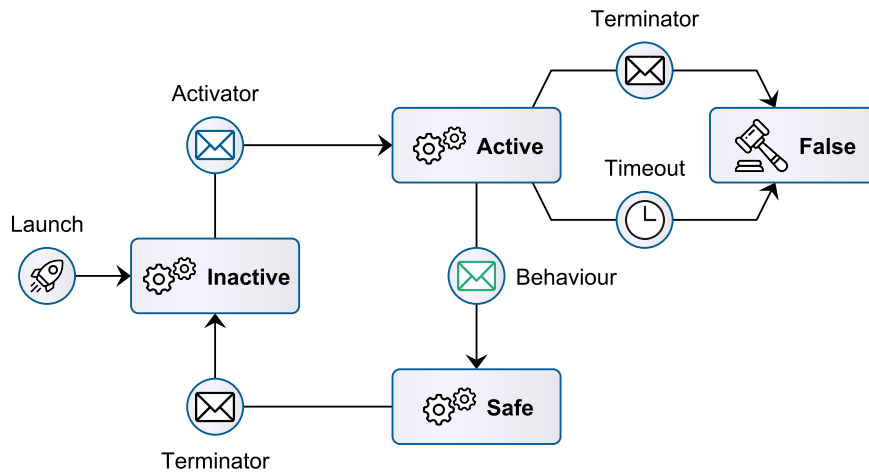 Terminator
Activator
Active
False
Timeout
Launch
Inactive
Behaviour
Safe
Terminator